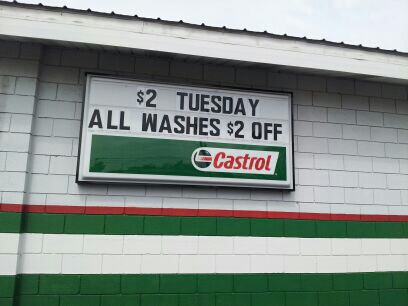 $2 TUESDAY
ALL WASHES $2 OFF
Castrol